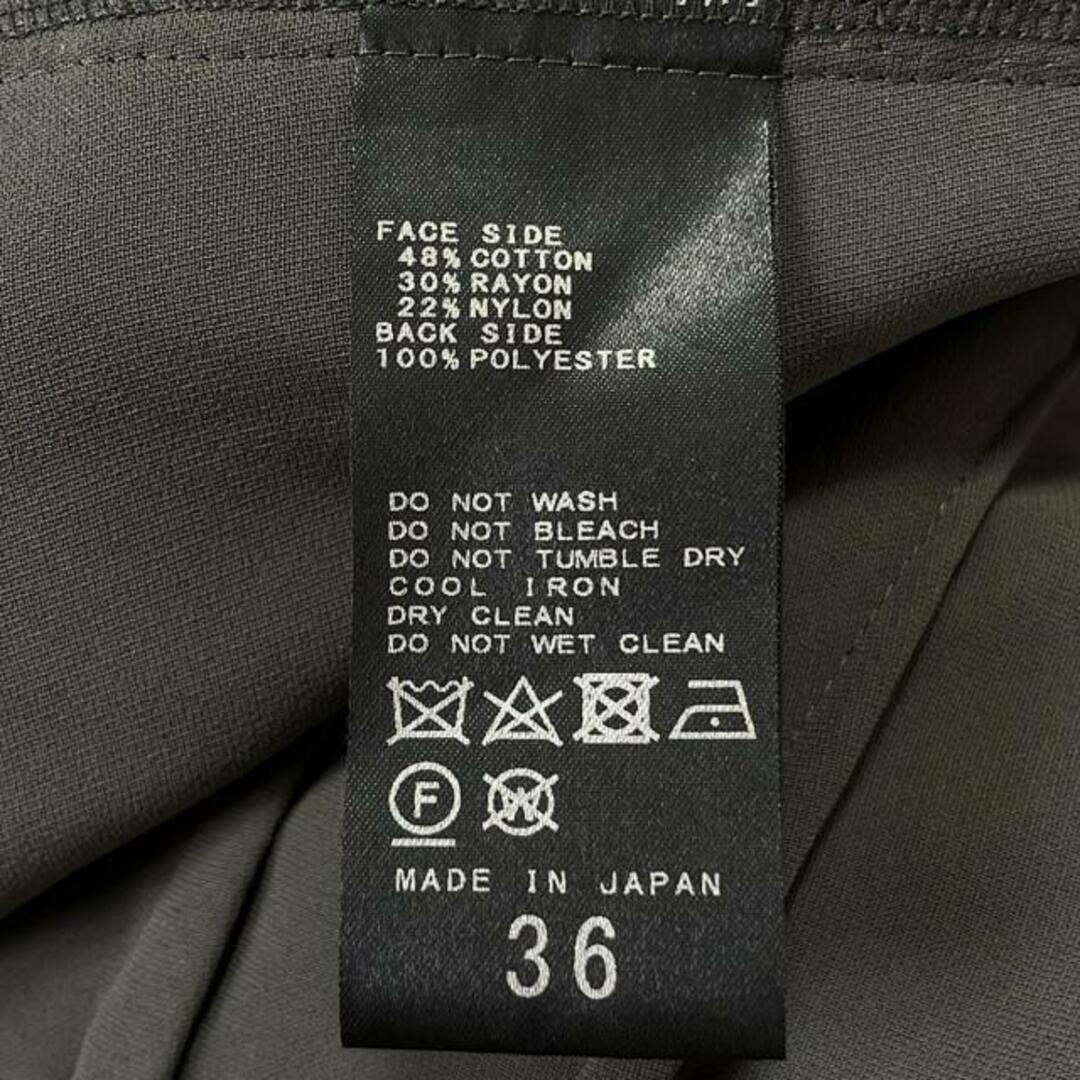 FACE SIDE
48% COTTON
30% RAYON
22% NYLON
BACK SIDE
100% POLYESTER
DO NOT WASH
DO NOT BLEACH
DO NOT TUMBLE DRY
COOL IRON
DRY CLEAN
DO NOT WET CLEAN
F W
MADE IN JAPAN
36